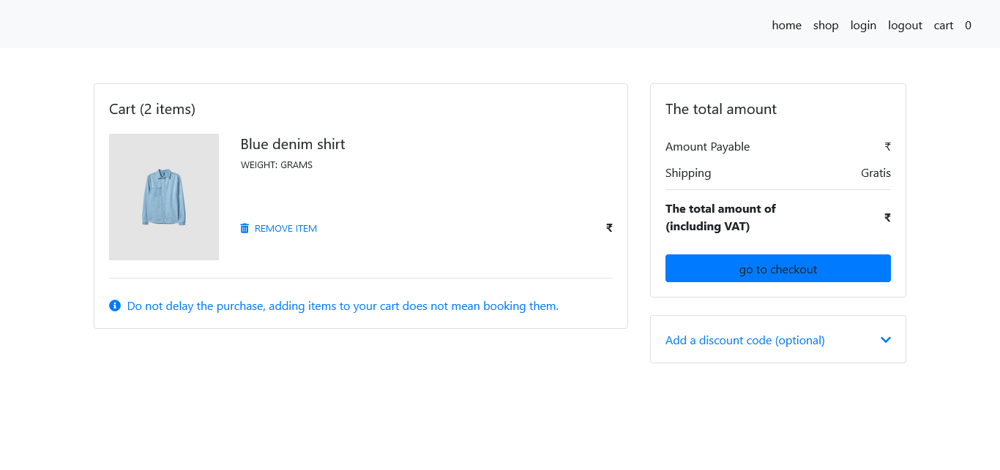 home shop login logout cart 0
Cart (2 items)
Blue denim shirt
WEIGHT: GRAMS
REMOVE ITEM ₹
Do not delay the purchase, adding items to your cart does not mean booking them.
The total amount
Amount Payable ₹
Shipping Gratis
The total amount of
(including VAT) ₹
go to checkout
Add a discount code (optional)